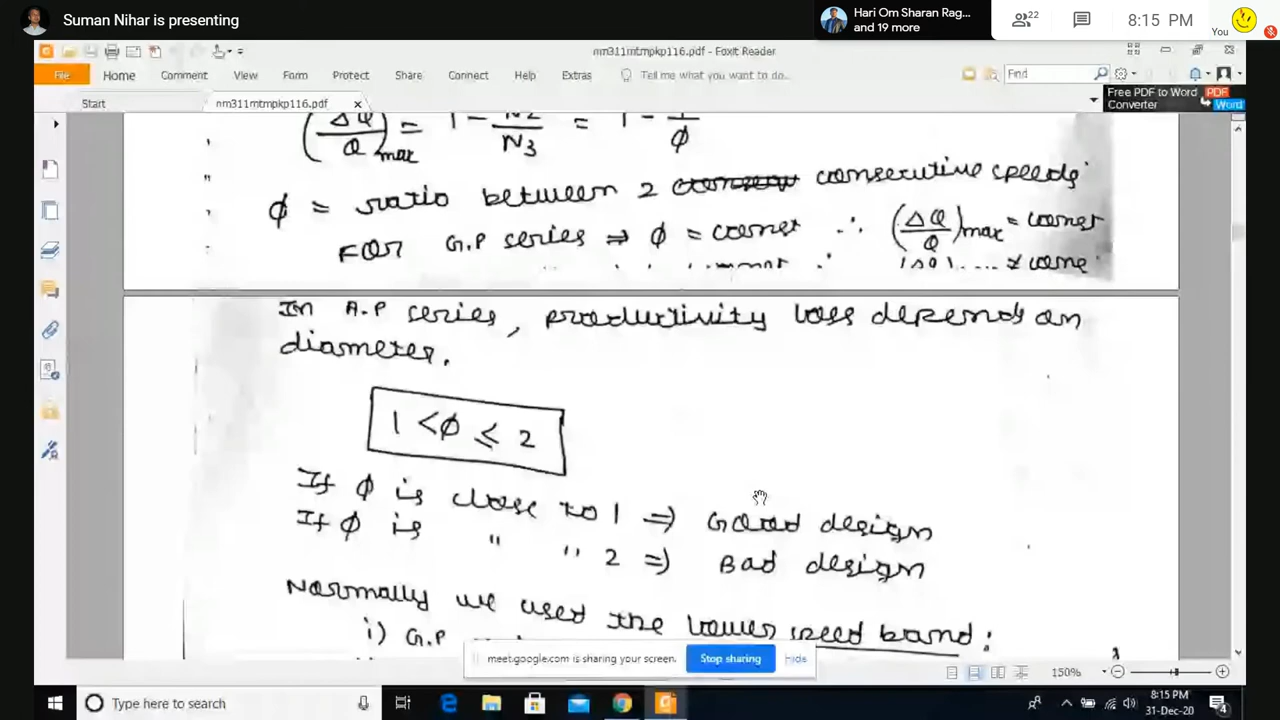 Suman Nihar is presenting
Hari Om Sharan Rag...
and 19 more
22
8:15 PM
You
nm311mtmpkp116.pdf - Foxit Reader
File Home Comment View Form Protect Share Connect Help Extras Tell me what you want to do.. Find
Start nm311mtmpkp116.pdf
Free PDF to Word
Converter
PDF
Word
(ΔQ/Q)max = 1 - N2/N3 = 1 - 1/φ
φ = ratio between 2 consecutive speeds
For G.P series ⇒ φ = const ∴ (ΔQ/Q)max = const
In A.P series, productivity loss depends on
diameter.
1 < φ ≤ 2
If φ is close to 1 ⇒ Good design
If φ is " " 2 ⇒ Bad design
Normally we used the lower speed band:
i) G.P
meet.google.com is sharing your screen. Stop sharing Hide
150%
Type here to search
8:15 PM
31-Dec-20
4